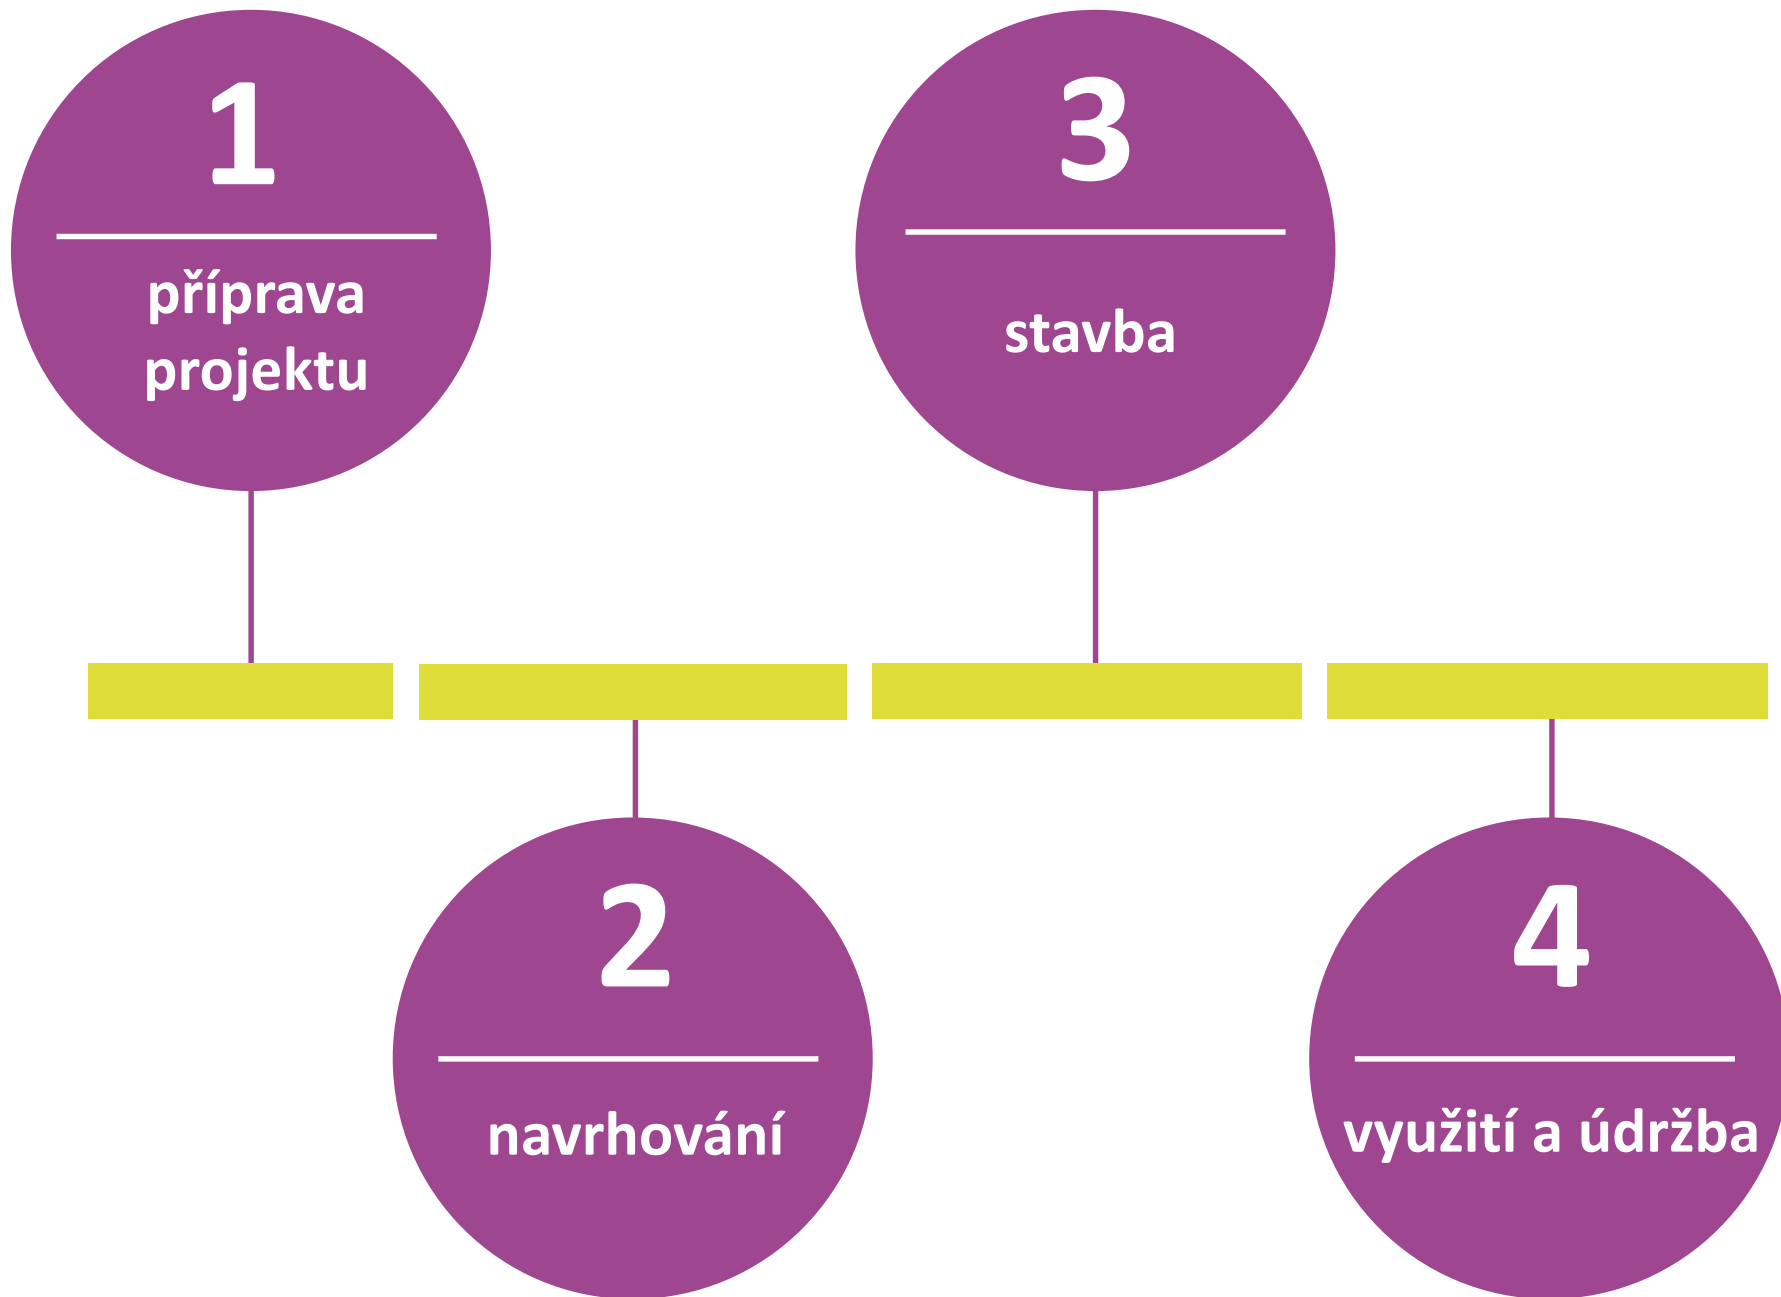 1
příprava
projektu
2
navrhování
3
stavba
4
využití a údržba